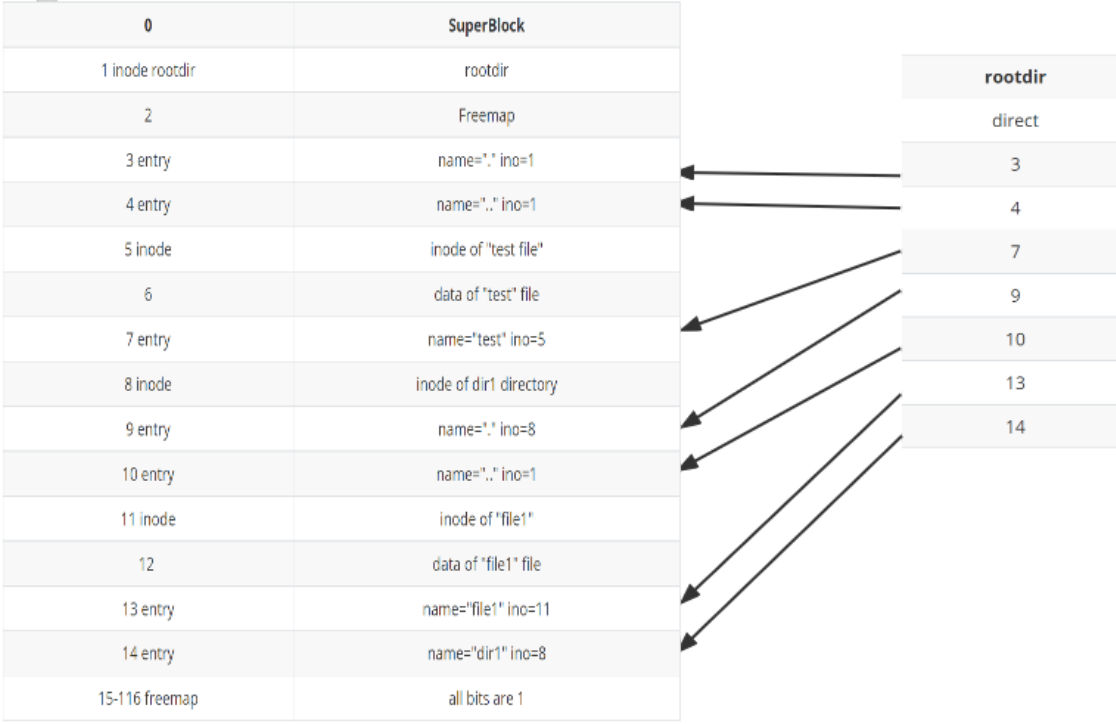 0 SuperBlock
1 inode rootdir rootdir
2 Freemap
3 entry name="." ino=1
4 entry name=".." ino=1
5 inode inode of "test file"
6 data of "test" file
7 entry name="test" ino=5
8 inode inode of dir1 directory
9 entry name="." ino=8
10 entry name=".." ino=1
11 inode inode of "file1"
12 data of "file1" file
13 entry name="file1" ino=11
14 entry name="dir1" ino=8
15-116 freemap all bits are 1
rootdir
direct
3
4
7
9
10
13
14